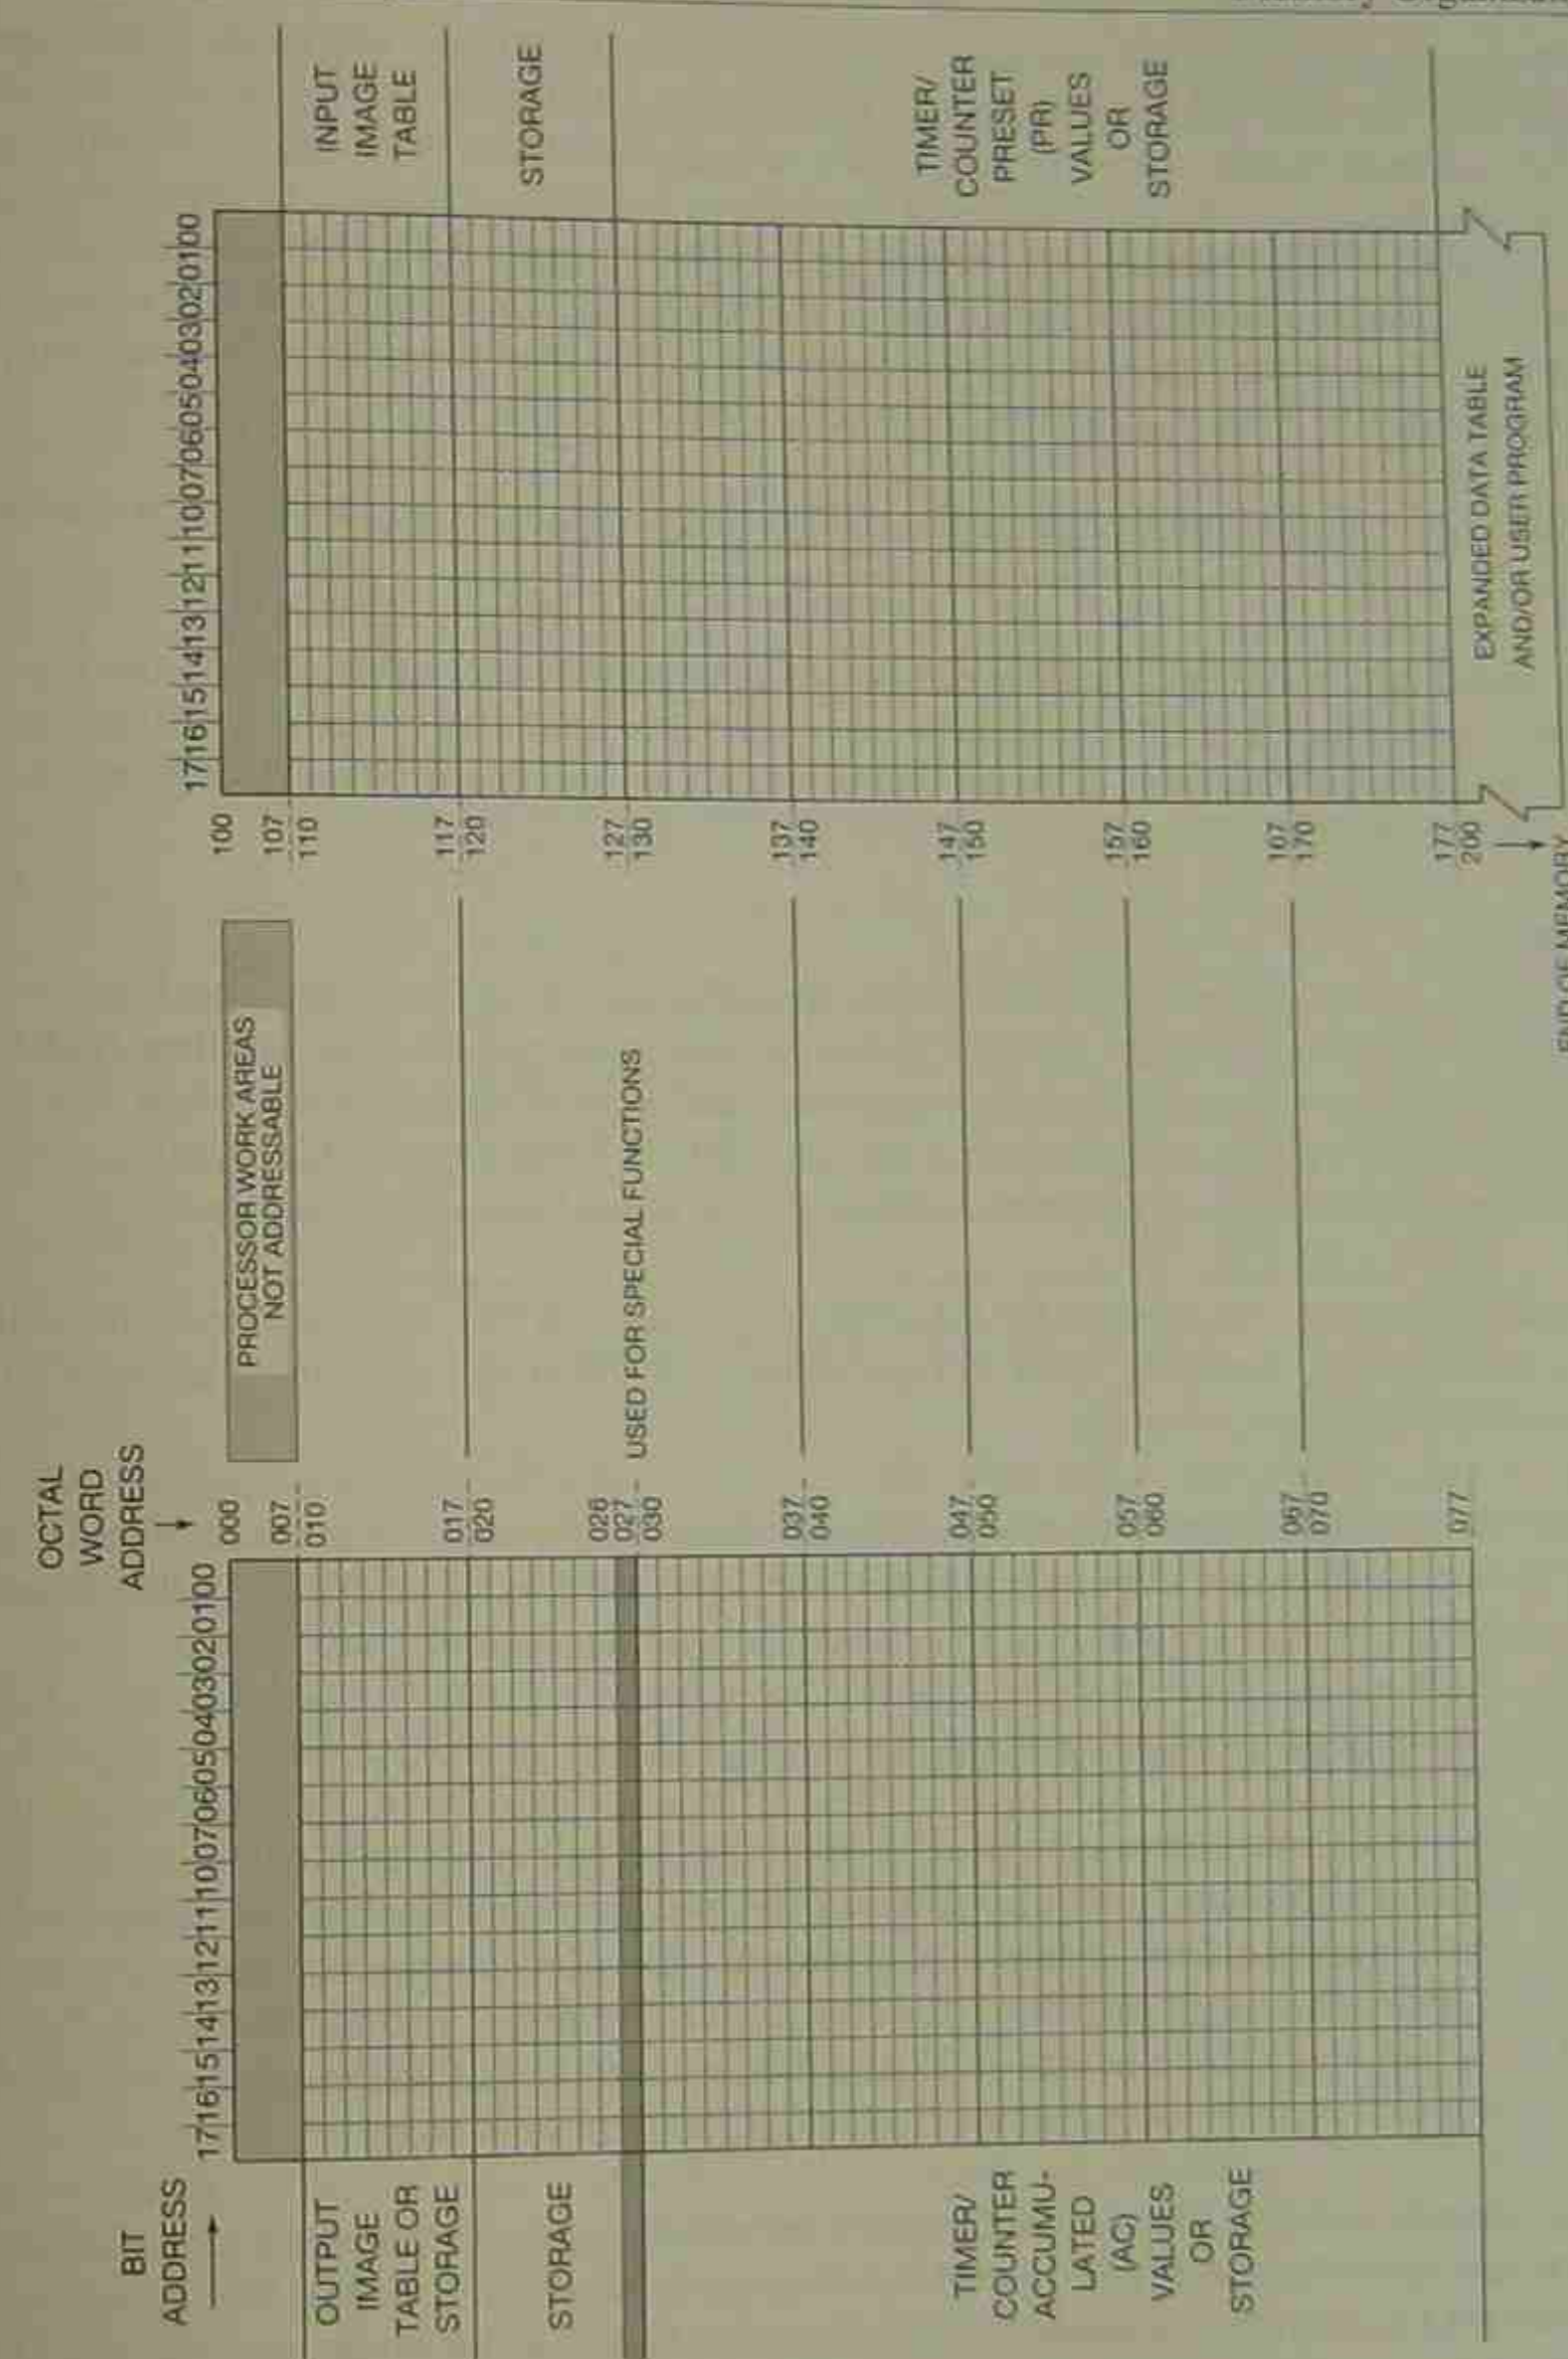 OCTAL
WORD
ADDRESS
BIT
ADDRESS
17 16 15 14 13 12 11 10 07 06 05 04 03 02 01 00
000
007
010
017
020
026
027
030
037
040
047
050
057
060
067
070
077
OUTPUT
IMAGE
TABLE OR
STORAGE
STORAGE
TIMER/
COUNTER
ACCUMU-
LATED
(AC)
VALUES
OR
STORAGE
PROCESSOR WORK AREAS
NOT ADDRESSABLE
USED FOR SPECIAL FUNCTIONS
17 16 15 14 13 12 11 10 07 06 05 04 03 02 01 00
100
107
110
117
120
127
130
137
140
147
150
157
160
167
170
177
200
INPUT
IMAGE
TABLE
STORAGE
TIMER/
COUNTER
PRESET
(PR)
VALUES
OR
STORAGE
EXPANDED DATA TABLE
AND/OR USER PROGRAM
END OF MEMORY